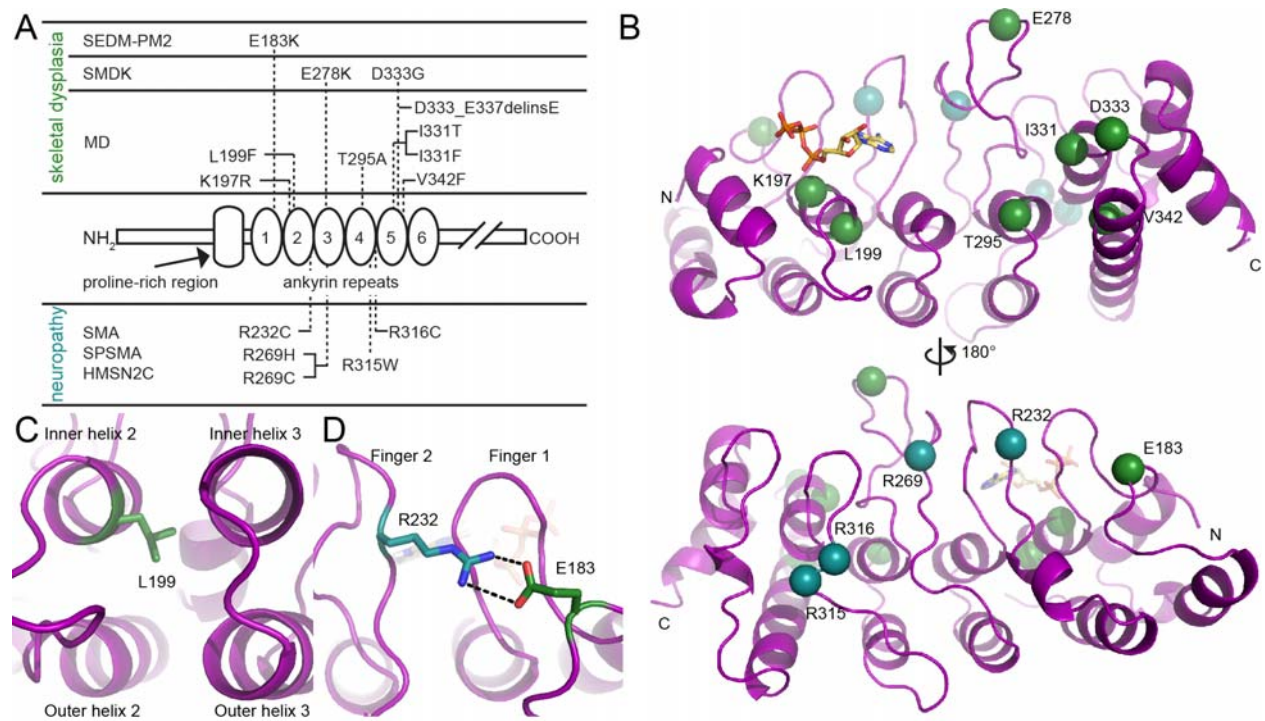 A
skeletal dysplasia
SEDM-PM2
E183K
SMDK
E278K
D333G
MD
D333_E337delinsE
I331T
I331F
L199F
T295A
K197R
V342F
NH2
1
2
3
4
5
6
COOH
proline-rich region
ankyrin repeats
neuropathy
SMA
SPSMA
HMSN2C
R232C
R316C
R269H
R315W
R269C
B
E278
D333
I331
K197
N
V342
T295
L199
C
180°
R232
E183
R269
R316
N
R315
C
C
Inner helix 2
Inner helix 3
L199
Outer helix 2
Outer helix 3
D
Finger 2
Finger 1
R232
E183